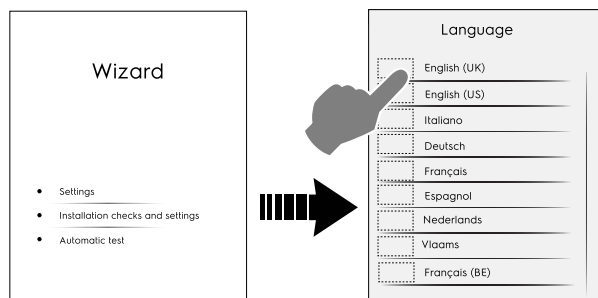 Wizard
Settings
Installation checks and settings
Automatic test
Language
English (UK)
English (US)
Italiano
Deutsch
Français
Espagnol
Nederlands
Vlaams
Français (BE)